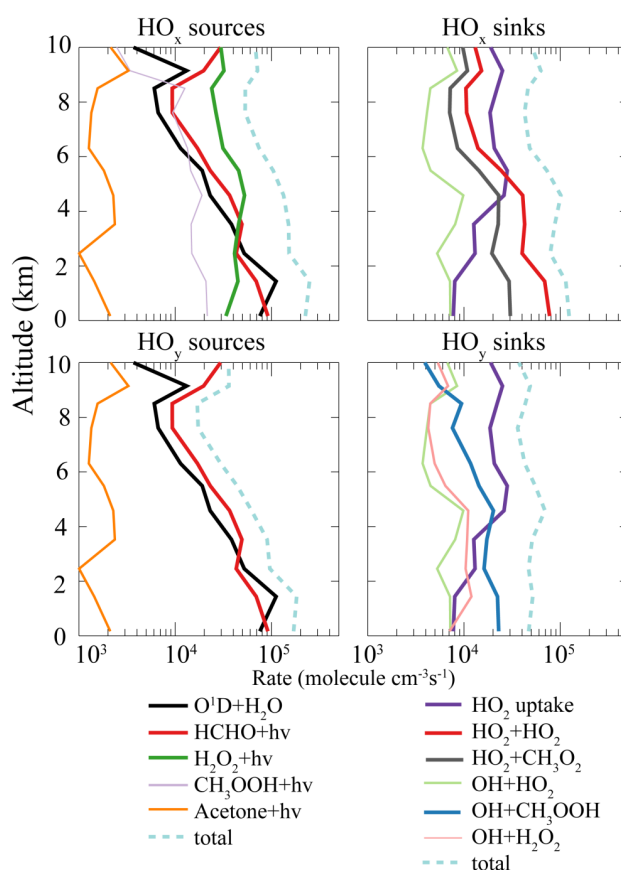 HOx sources
HOx sinks
10
8
6
4
2
0
HOy sources
HOy sinks
10
8
6
4
2
0
Altitude (km)
10³ 10⁴ 10⁵
10³ 10⁴ 10⁵
Rate (molecule cm⁻³s⁻¹)
O¹D+H₂O
HCHO+hv
H₂O₂+hv
CH₃OOH+hv
Acetone+hv
total
HO₂ uptake
HO₂+HO₂
HO₂+CH₃O₂
OH+HO₂
OH+CH₃OOH
OH+H₂O₂
total